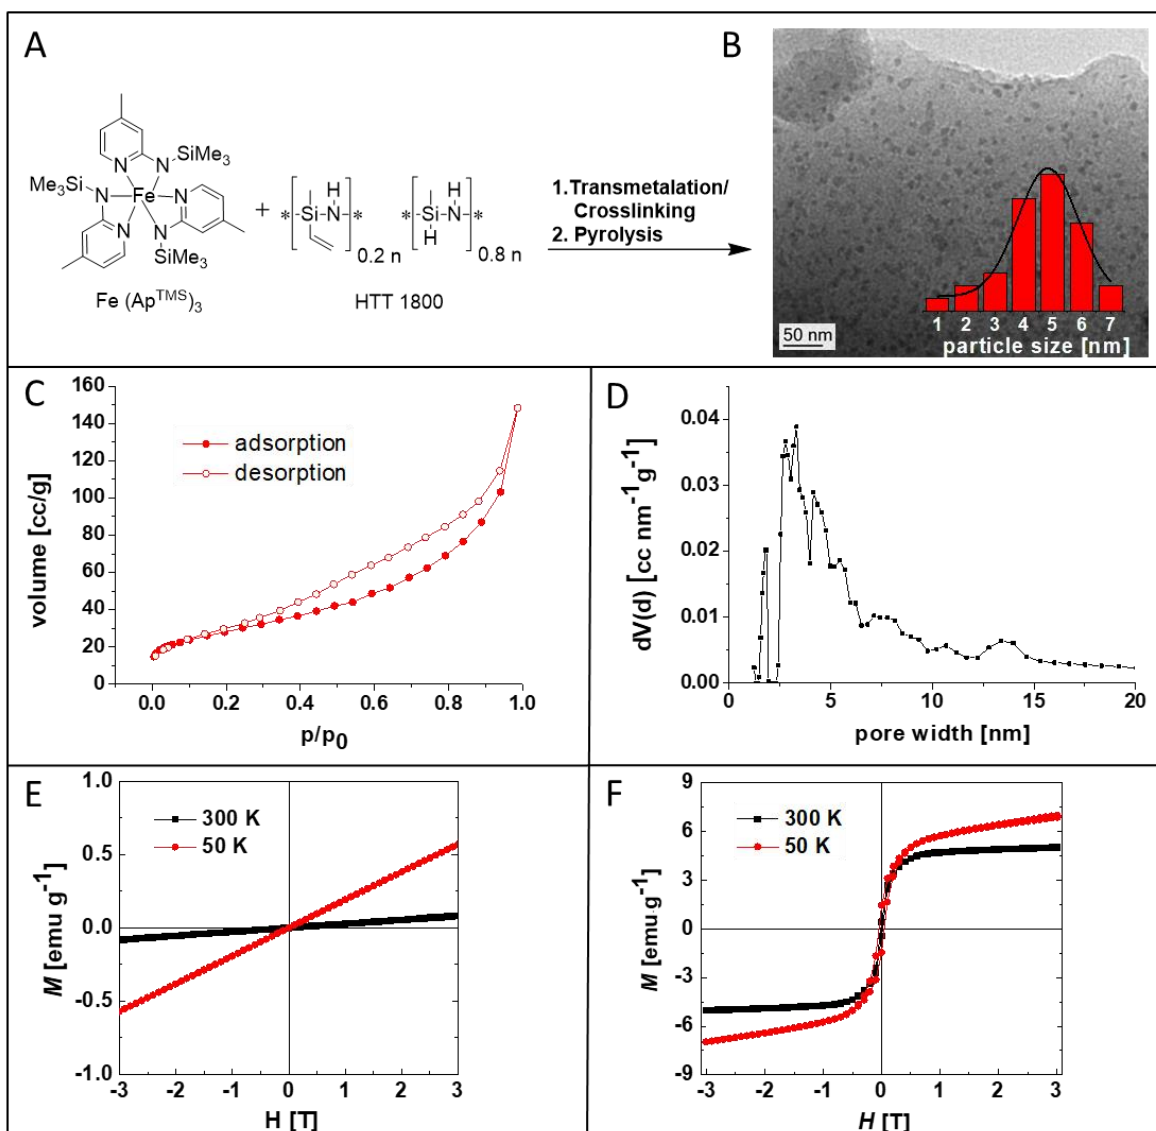 A
N
SiMe3
N
Me3Si
N
Fe
N
N
N
SiMe3
Fe (ApTMS)3
+
*
Si
H
N
*
0.2 n
*
Si
H
H
N
*
0.8 n
HTT 1800
1.Transmetalation/
Crosslinking
2. Pyrolysis
B
50 nm
1 2 3 4 5 6 7
particle size [nm]
C
160
140
120
100
80
60
40
20
0
volume [cc/g]
adsorption
desorption
0.0 0.2 0.4 0.6 0.8 1.0
p/p0
D
0.04
0.03
0.02
0.01
0.00
dV(d) [cc nm-1g-1]
0 5 10 15 20
pore width [nm]
E
1.0
0.5
0.0
-0.5
-1.0
M [emu g-1]
300 K
50 K
-3 -2 -1 0 1 2 3
H [T]
F
9
6
3
0
-3
-6
-9
M [emu g-1]
300 K
50 K
-3 -2 -1 0 1 2 3
H [T]